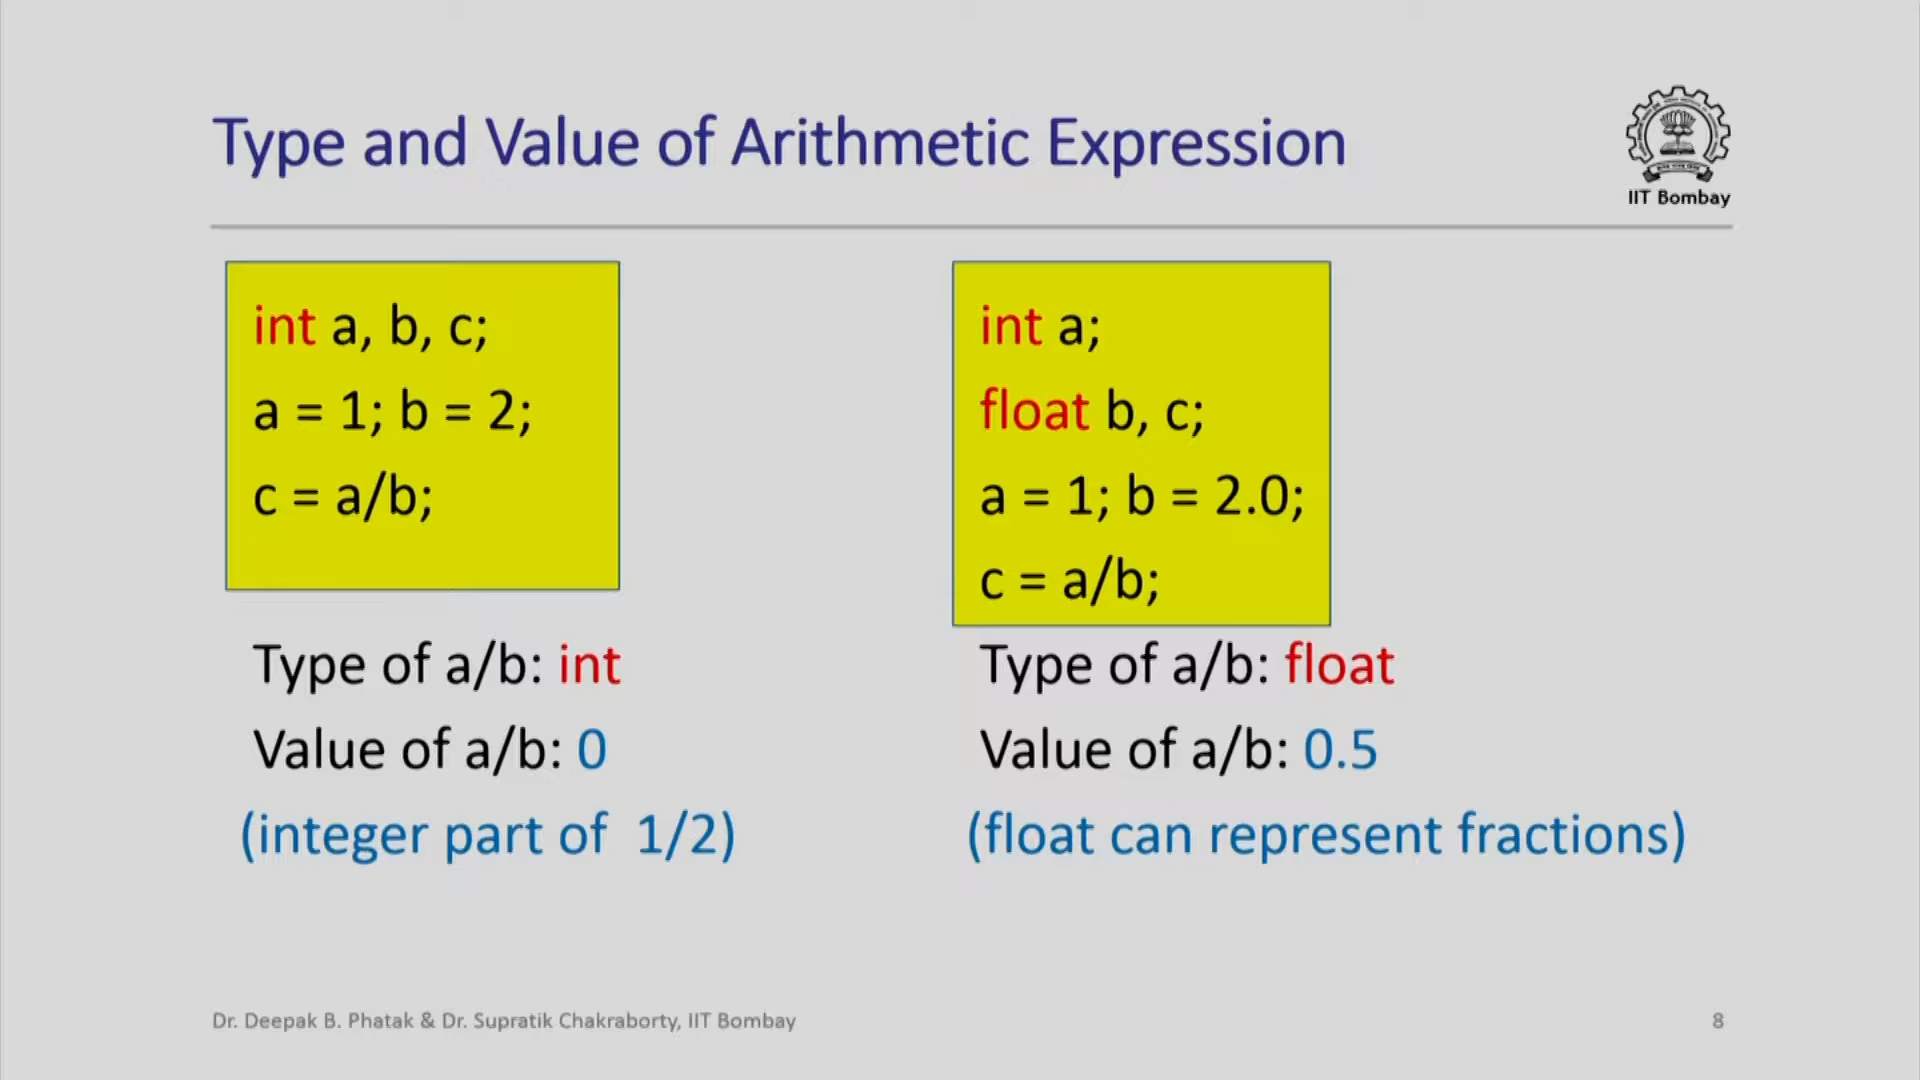 Type and Value of Arithmetic Expression
IIT Bombay
int a, b, c;
a = 1; b = 2;
c = a/b;
Type of a/b: int
Value of a/b: 0
(integer part of 1/2)
int a;
float b, c;
a = 1; b = 2.0;
c = a/b;
Type of a/b: float
Value of a/b: 0.5
(float can represent fractions)
Dr. Deepak B. Phatak & Dr. Supratik Chakraborty, IIT Bombay
8